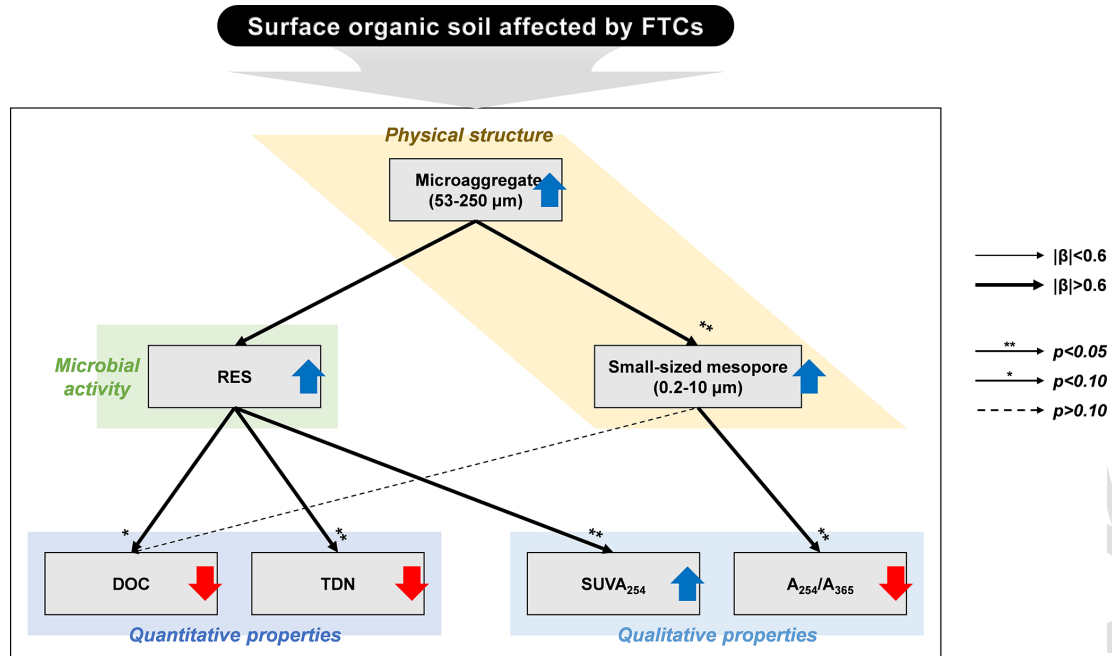 Surface organic soil affected by FTCs
Physical structure
Microaggregate
(53-250 μm)
|β|<0.6
|β|>0.6
**
Microbial
activity
RES
Small-sized mesopore
(0.2-10 μm)
** p<0.05
* p<0.10
p>0.10
*
**
**
**
DOC
TDN
SUVA₂₅₄
A₂₅₄/A₃₆₅
Quantitative properties
Qualitative properties